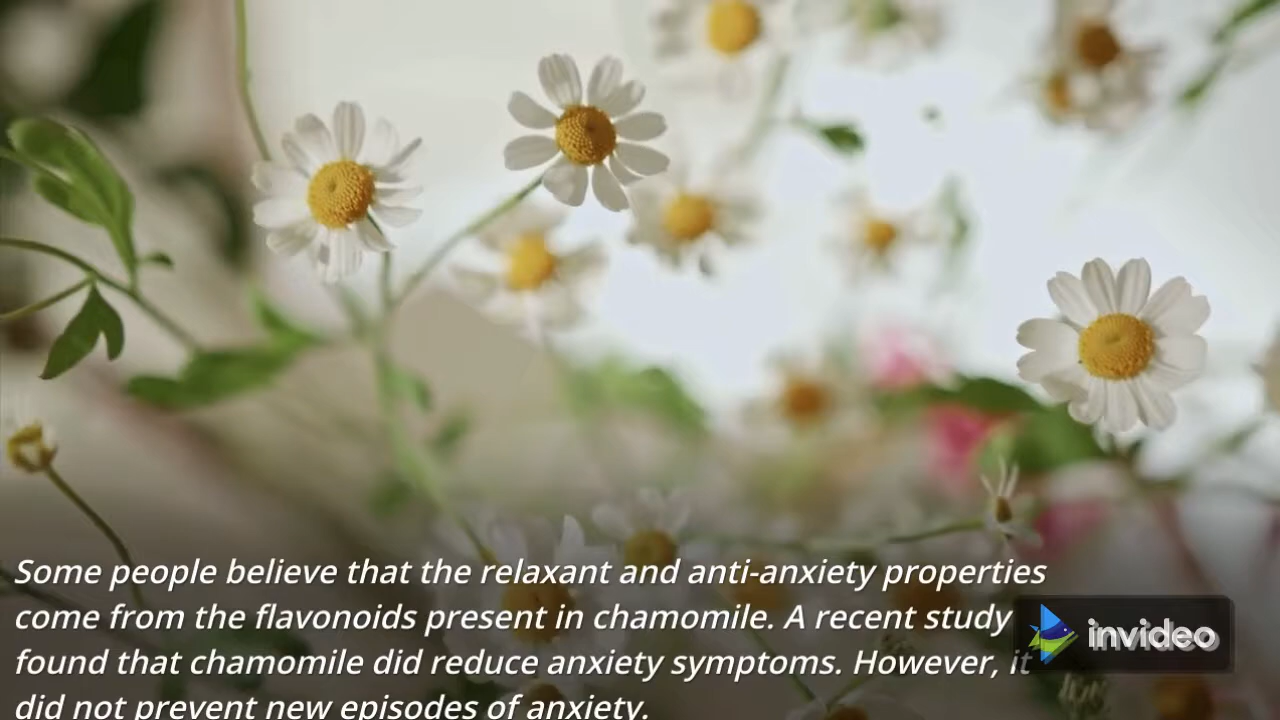 Some people believe that the relaxant and anti-anxiety properties
come from the flavonoids present in chamomile. A recent study
found that chamomile did reduce anxiety symptoms. However, it
did not prevent new episodes of anxiety.
invideo